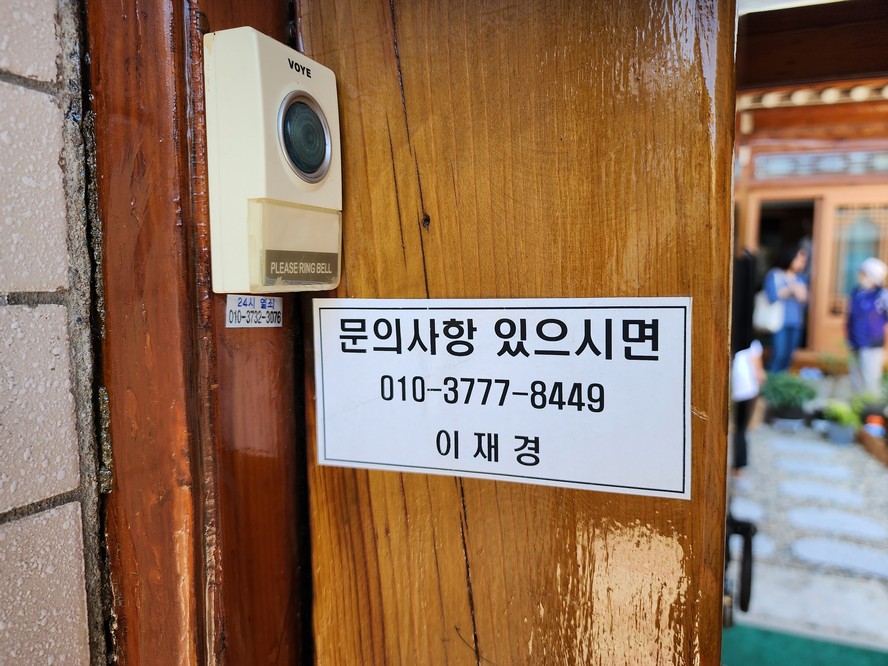 VOYE
PLEASE RING BELL
24시 열쇠
010-3732-3076
문의사항 있으시면
010-3777-8449
이재경